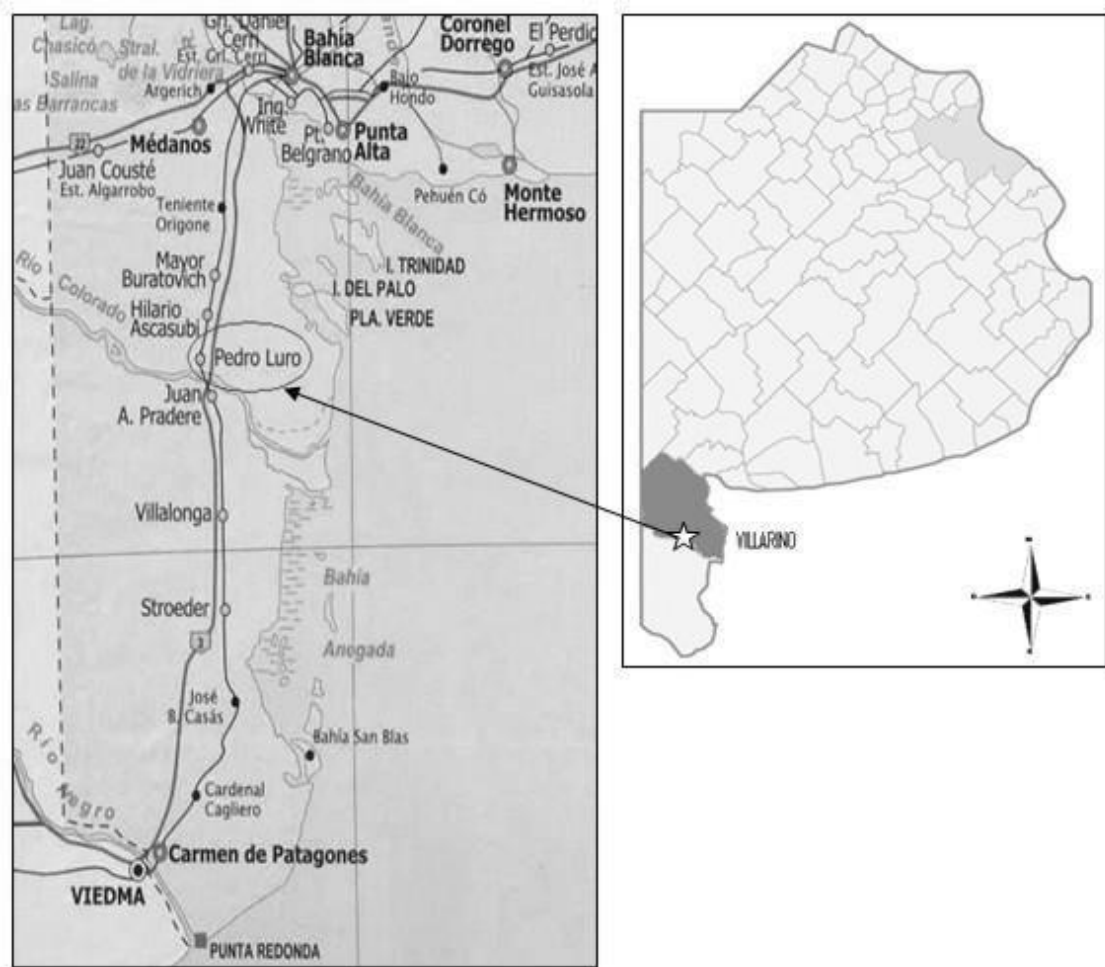 Lag.
Chasicó
Stral.
de la Vidriera
Salina
as Barrancas
Gri. Daniel
Cerri
Est. Grl. Cerri
Argerich
Bahía
Blanca
Coronel
Dorrego
El Perdic
Est. José A
Guisasola
Bajo
Hondo
Ing.
White
Pt.
Belgrano
Punta
Alta
22
Médanos
Juan Cousté
Est. Algarrobo
Pehuén Có
Monte
Hermoso
Teniente
Origone
Bahía Blanca
Mayor
Buratovich
I. TRINIDAD
I. DEL PALO
PLA. VERDE
Río Colorado
Hilario
Ascasubi
Pedro Luro
Juan
A. Pradere
Villalonga
Bahía
Anegada
Stroeder
3
José
B. Casás
Bahía San Blas
Río Negro
Cardenal
Cagliero
Carmen de Patagones
VIEDMA
PUNTA REDONDA
VILLARINO